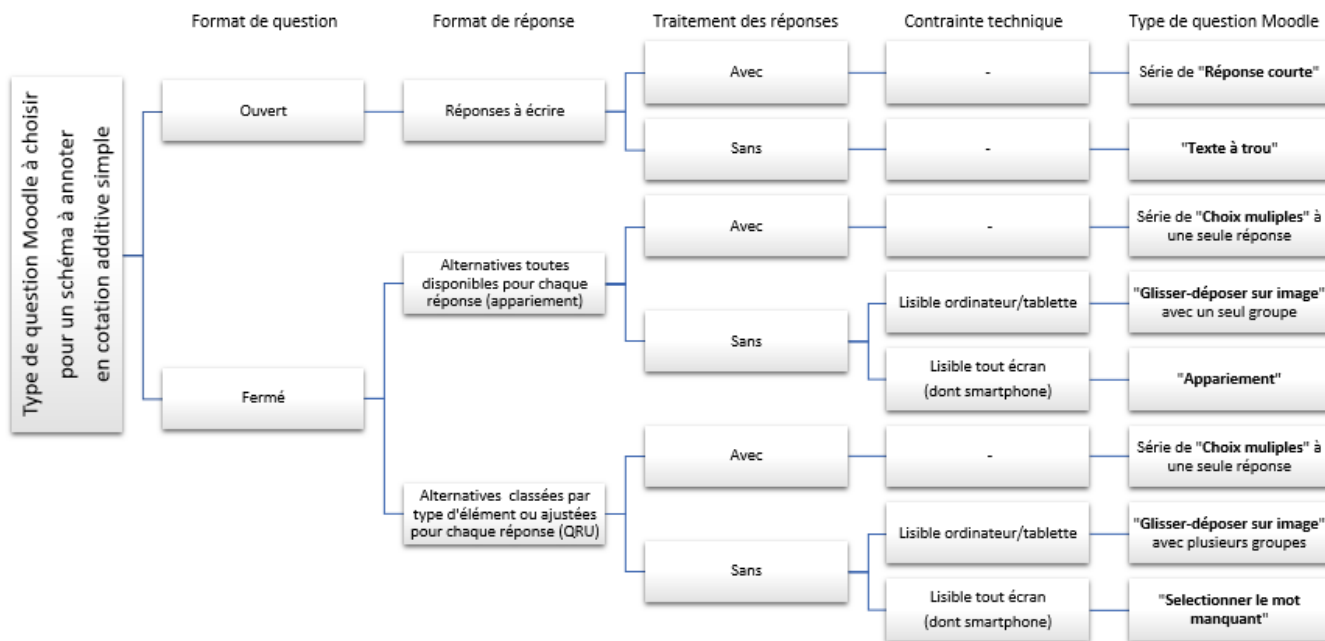 Format de question
Format de réponse
Traitement des réponses
Contrainte technique
Type de question Moodle
Type de question Moodle à choisir
pour un schéma à annoter
en cotation additive simple
Ouvert
Réponses à écrire
Avec
-
Série de "Réponse courte"
Sans
-
"Texte à trou"
Fermé
Alternatives toutes
disponibles pour chaque
réponse (appariement)
Avec
-
Série de "Choix muliples" à
une seule réponse
Sans
Lisible ordinateur/tablette
"Glisser-déposer sur image"
avec un seul groupe
Lisible tout écran
(dont smartphone)
"Appariement"
Alternatives classées par
type d'élément ou ajustées
pour chaque réponse (QRU)
Avec
-
Série de "Choix muliples" à
une seule réponse
Sans
Lisible ordinateur/tablette
"Glisser-déposer sur image"
avec plusieurs groupes
Lisible tout écran
(dont smartphone)
"Selectionner le mot
manquant"